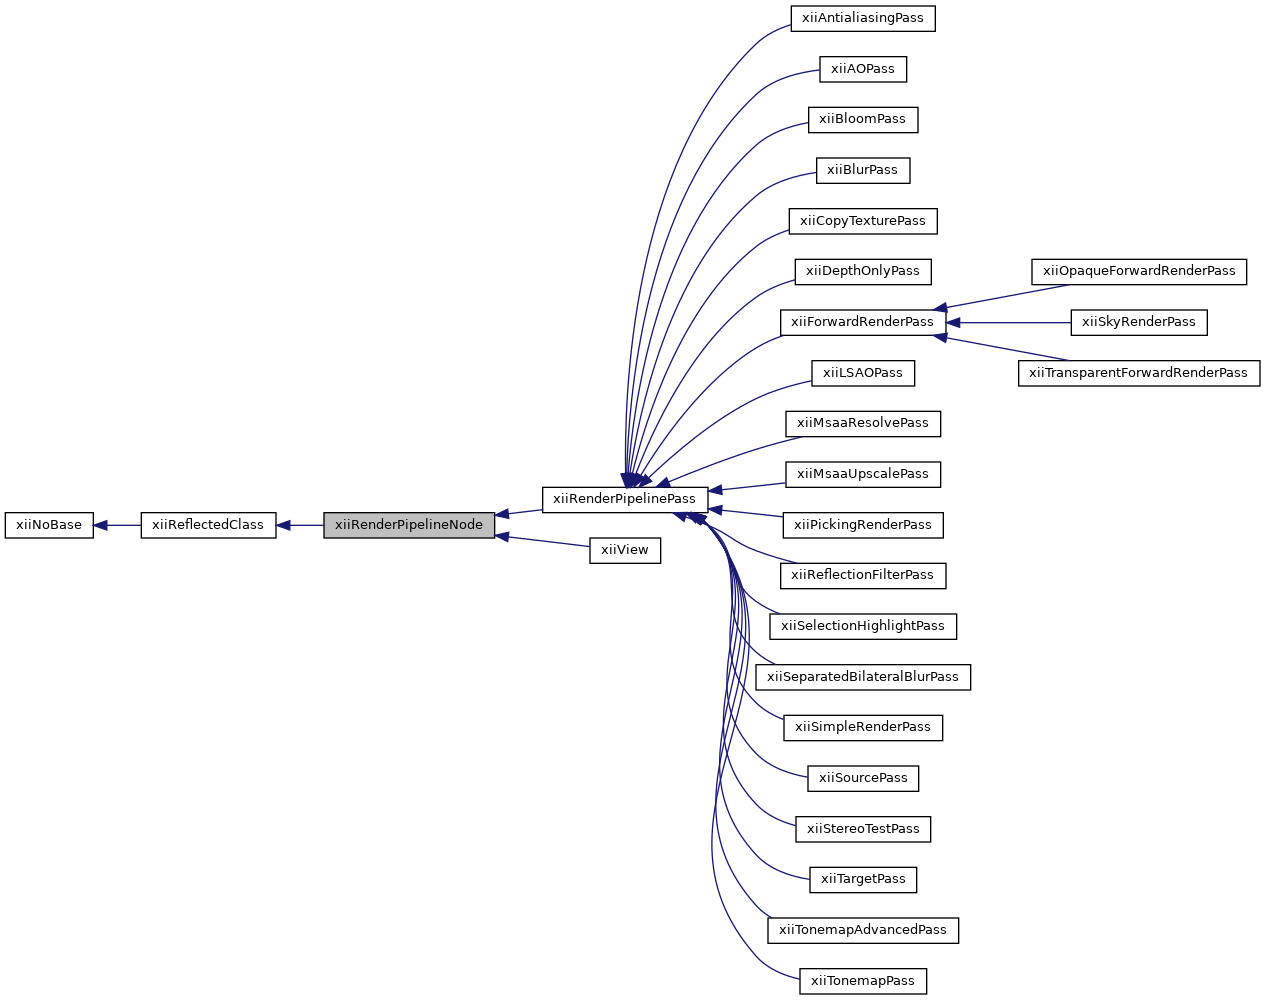 xiiAntialiasingPass
xiiAOPass
xiiBloomPass
xiiBlurPass
xiiCopyTexturePass
xiiDepthOnlyPass
xiiOpaqueForwardRenderPass
xiiForwardRenderPass
xiiSkyRenderPass
xiiLSAOPass
xiiTransparentForwardRenderPass
xiiMsaaResolvePass
xiiMsaaUpscalePass
xiiRenderPipelinePass
xiiNoBase
xiiReflectedClass
xiiRenderPipelineNode
xiiPickingRenderPass
xiiView
xiiReflectionFilterPass
xiiSelectionHighlightPass
xiiSeparatedBilateralBlurPass
xiiSimpleRenderPass
xiiSourcePass
xiiStereoTestPass
xiiTargetPass
xiiTonemapAdvancedPass
xiiTonemapPass